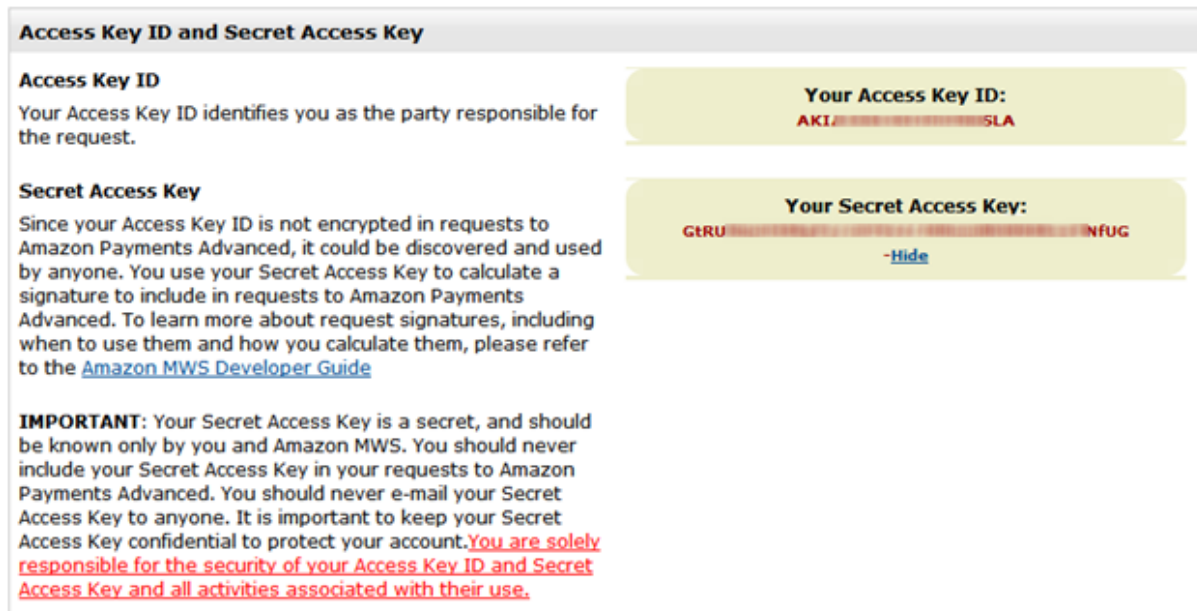 Access Key ID and Secret Access Key
Access Key ID
Your Access Key ID identifies you as the party responsible for
the request.
Your Access Key ID:
Secret Access Key
Since your Access Key ID is not encrypted in requests to
Amazon Payments Advanced, it could be discovered and used
by anyone. You use your Secret Access Key to calculate a
signature to include in requests to Amazon Payments
Advanced. To learn more about request signatures, including
when to use them and how you calculate them, please refer
to the Amazon MWS Developer Guide
Your Secret Access Key:
-Hide
IMPORTANT: Your Secret Access Key is a secret, and should
be known only by you and Amazon MWS. You should never
include your Secret Access Key in your requests to Amazon
Payments Advanced. You should never e-mail your Secret
Access Key to anyone. It is important to keep your Secret
Access Key confidential to protect your account.You are solely
responsible for the security of your Access Key ID and Secret
Access Key and all activities associated with their use.